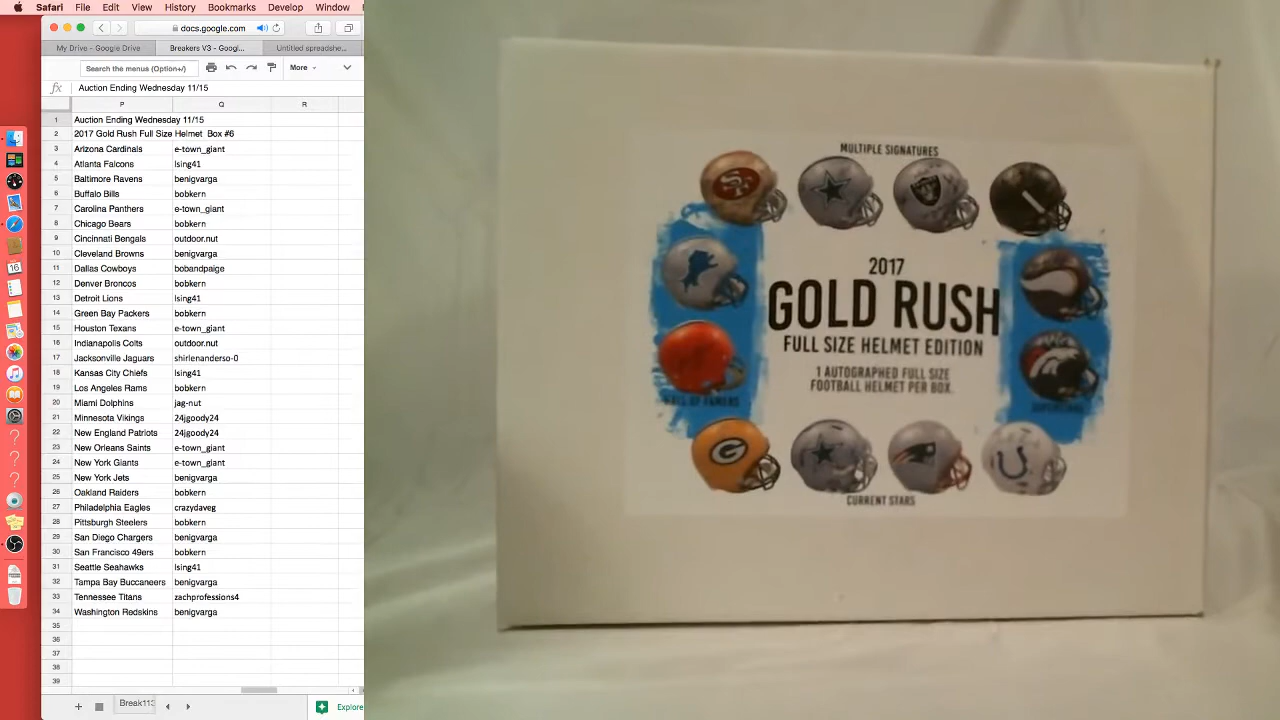 Safari File Edit View History Bookmarks Develop Window
docs.google.com
My Drive - Google Drive Breakers V3 - Googl... Untitled spreadshe...
Search the menus (Option+/) More
fx Auction Ending Wednesday 11/15
P Q R
1 Auction Ending Wednesday 11/15
2 2017 Gold Rush Full Size Helmet Box #6
3 Arizona Cardinals e-town_giant
4 Atlanta Falcons lsing41
5 Baltimore Ravens benigvarga
6 Buffalo Bills bobkern
7 Carolina Panthers e-town_giant
8 Chicago Bears bobkern
9 Cincinnati Bengals outdoor.nut
10 Cleveland Browns benigvarga
11 Dallas Cowboys bobandpaige
12 Denver Broncos bobkern
13 Detroit Lions lsing41
14 Green Bay Packers bobkern
15 Houston Texans e-town_giant
16 Indianapolis Colts outdoor.nut
17 Jacksonville Jaguars shirlenanderso-0
18 Kansas City Chiefs lsing41
19 Los Angeles Rams bobkern
20 Miami Dolphins jag-nut
21 Minnesota Vikings 24jgoody24
22 New England Patriots 24jgoody24
23 New Orleans Saints e-town_giant
24 New York Giants e-town_giant
25 New York Jets benigvarga
26 Oakland Raiders bobkern
27 Philadelphia Eagles crazydaveg
28 Pittsburgh Steelers bobkern
29 San Diego Chargers benigvarga
30 San Francisco 49ers bobkern
31 Seattle Seahawks lsing41
32 Tampa Bay Buccaneers benigvarga
33 Tennessee Titans zachprofessions4
34 Washington Redskins benigvarga
35
36
37
38
39
Break113
Explore
16
MULTIPLE SIGNATURES
2017
GOLD RUSH
FULL SIZE HELMET EDITION
1 AUTOGRAPHED FULL SIZE
FOOTBALL HELMET PER BOX.
HALL OF FAMERS
CURRENT STARS